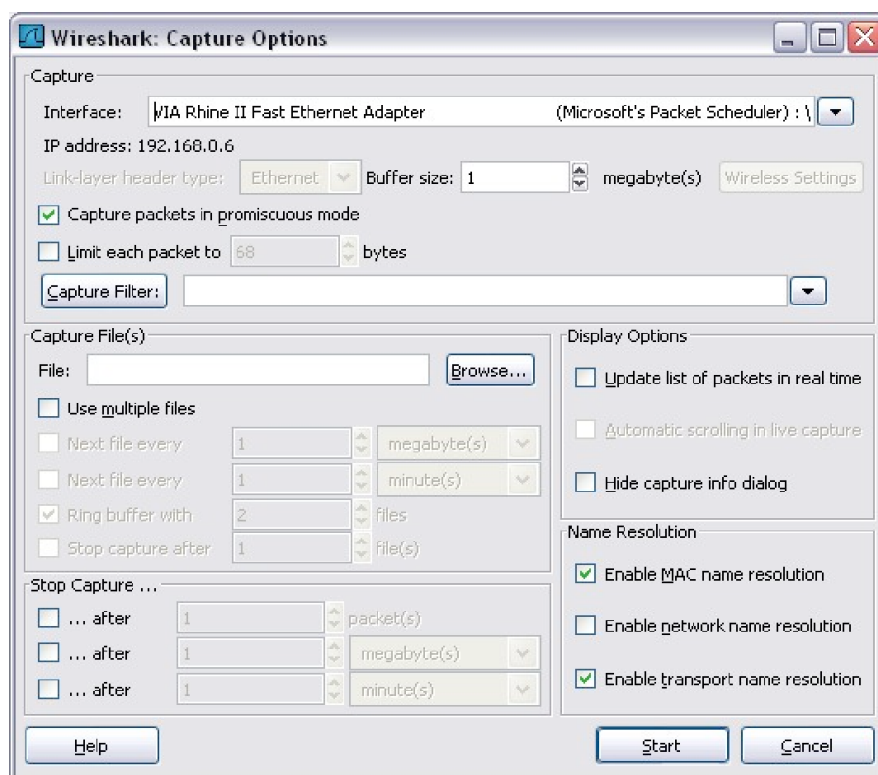 Wireshark: Capture Options
Capture
Interface: VIA Rhine II Fast Ethernet Adapter (Microsoft's Packet Scheduler) : \
IP address: 192.168.0.6
Link-layer header type: Ethernet Buffer size: 1 megabyte(s) Wireless Settings
Capture packets in promiscuous mode
Limit each packet to 68 bytes
Capture Filter:
Capture File(s)
File: Browse...
Use multiple files
Next file every 1 megabyte(s)
Next file every 1 minute(s)
Ring buffer with 2 files
Stop capture after 1 file(s)
Stop Capture ...
... after 1 packet(s)
... after 1 megabyte(s)
... after 1 minute(s)
Display Options
Update list of packets in real time
Automatic scrolling in live capture
Hide capture info dialog
Name Resolution
Enable MAC name resolution
Enable network name resolution
Enable transport name resolution
Help Start Cancel